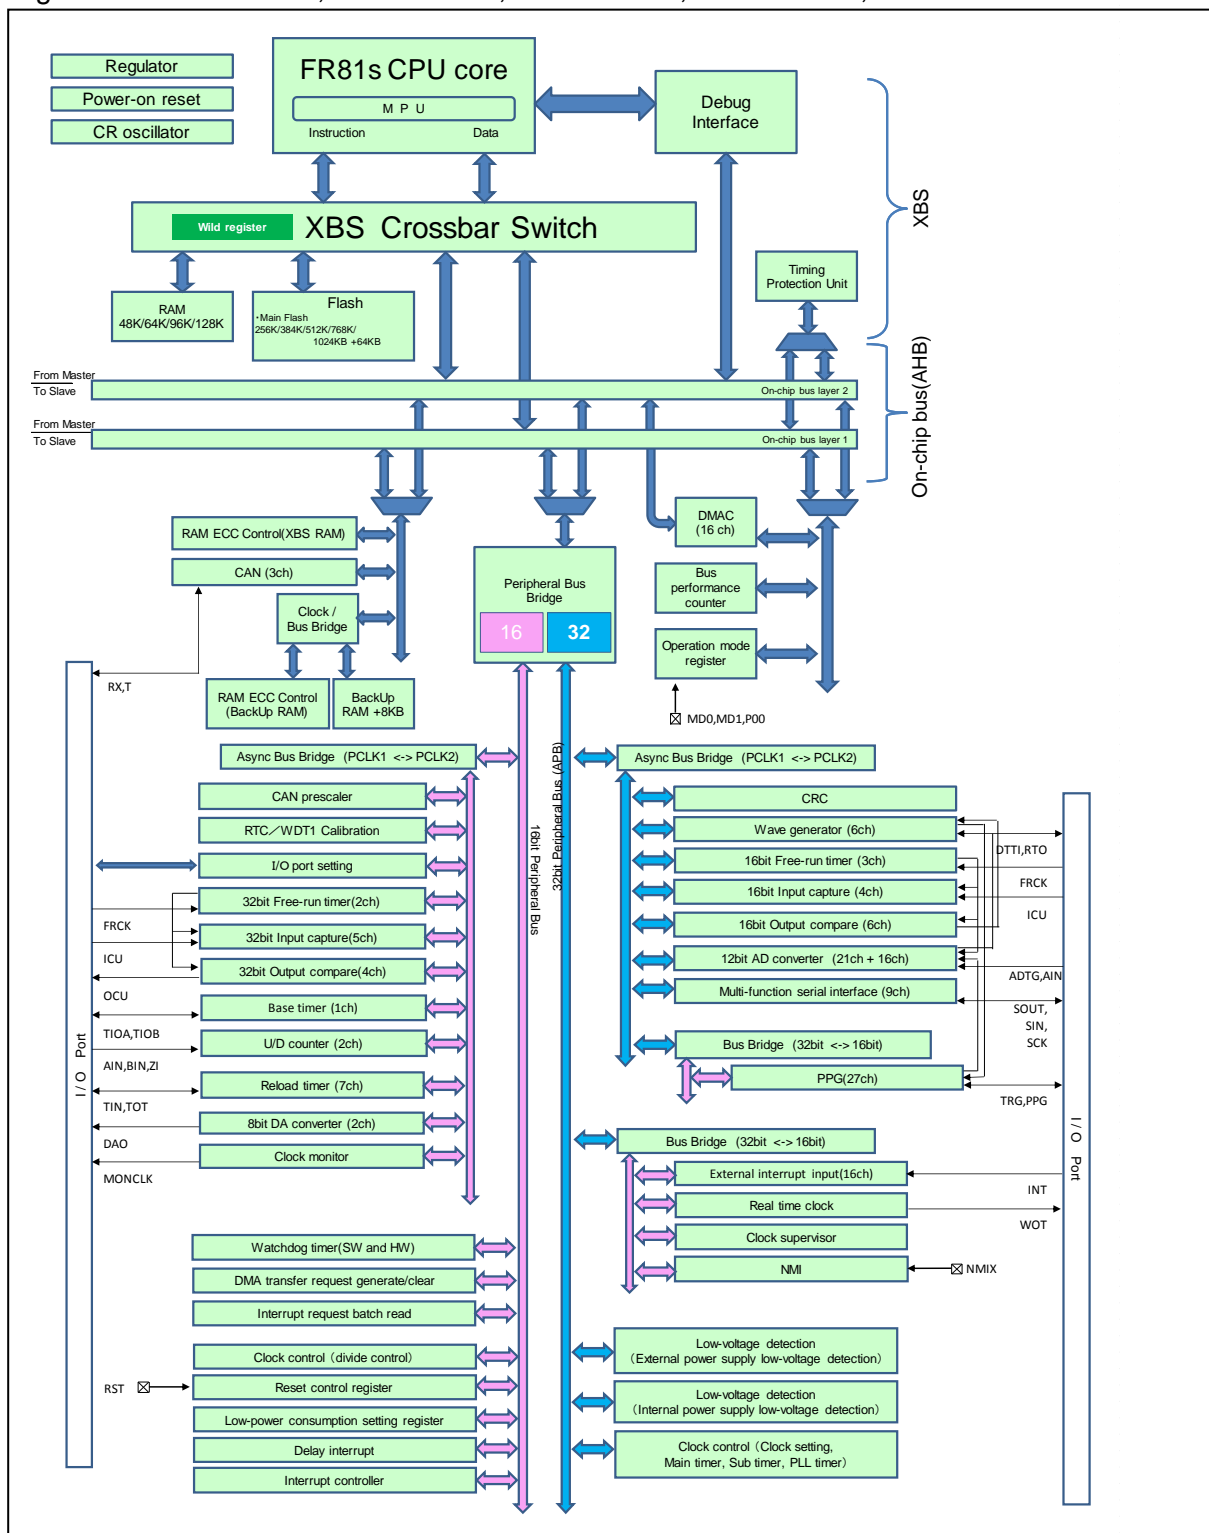 Regulator
Power-on reset
CR oscillator
FR81s CPU core
M P U
Instruction
Data
Debug
Interface
XBS
Wild register
XBS Crossbar Switch
RAM
48K/64K/96K/128K
Flash
・Main Flash
256K/384K/512K/768K/
1024KB +64KB
Timing
Protection Unit
On-chip bus(AHB)
From Master
To Slave
On-chip bus layer 2
From Master
To Slave
On-chip bus layer 1
RAM ECC Control(XBS RAM)
CAN (3ch)
Clock /
Bus Bridge
RAM ECC Control
(BackUp RAM)
BackUp
RAM +8KB
RX,T
Peripheral Bus
Bridge
16
32
DMAC
(16 ch)
Bus
performance
counter
Operation mode
register
MD0,MD1,P00
16bit Peripheral Bus
32bit Peripheral Bus (APB)
Async Bus Bridge (PCLK1 <-> PCLK2)
CAN prescaler
RTC／WDT1 Calibration
I/O port setting
32bit Free-run timer(2ch)
FRCK
32bit Input capture(5ch)
ICU
32bit Output compare(4ch)
OCU
Base timer (1ch)
TIOA,TIOB
U/D counter (2ch)
AIN,BIN,ZI
Reload timer (7ch)
TIN,TOT
8bit DA converter (2ch)
DAO
Clock monitor
MONCLK
I / O Port
Watchdog timer(SW and HW)
DMA transfer request generate/clear
Interrupt request batch read
Clock control（divide control）
RST
Reset control register
Low-power consumption setting register
Delay interrupt
Interrupt controller
Async Bus Bridge (PCLK1 <-> PCLK2)
CRC
Wave generator (6ch)
DTTI,RTO
16bit Free-run timer (3ch)
FRCK
16bit Input capture (4ch)
ICU
16bit Output compare (6ch)
12bit AD converter (21ch + 16ch)
ADTG,AIN
Multi-function serial interface (9ch)
SOUT,
SIN,
SCK
Bus Bridge (32bit <-> 16bit)
PPG(27ch)
TRG,PPG
Bus Bridge (32bit <-> 16bit)
External interrupt input(16ch)
INT
Real time clock
WOT
Clock supervisor
NMI
NMIX
I / O Port
Low-voltage detection
（External power supply low-voltage detection）
Low-voltage detection
（Internal power supply low-voltage detection）
Clock control（Clock setting,
Main timer, Sub timer, PLL timer）